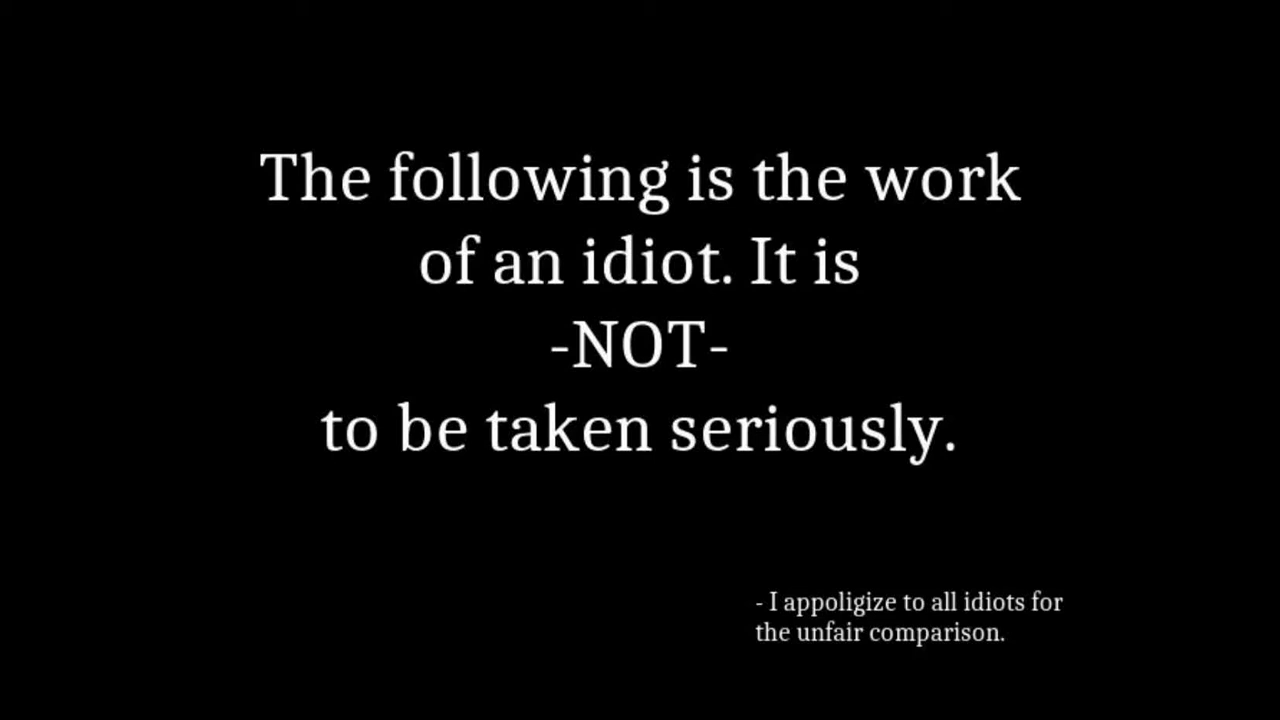 The following is the work
of an idiot. It is
-NOT-
to be taken seriously.
- I appoligize to all idiots for
the unfair comparison.